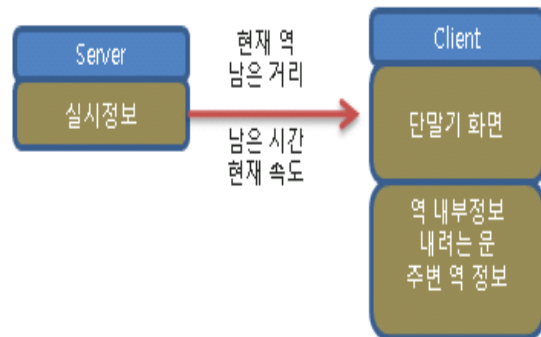 Server
실시정보
현재 역
남은 거리
남은 시간
현재 속도
Client
단말기 화면
역 내부정보
내려는 문
주변 역 정보